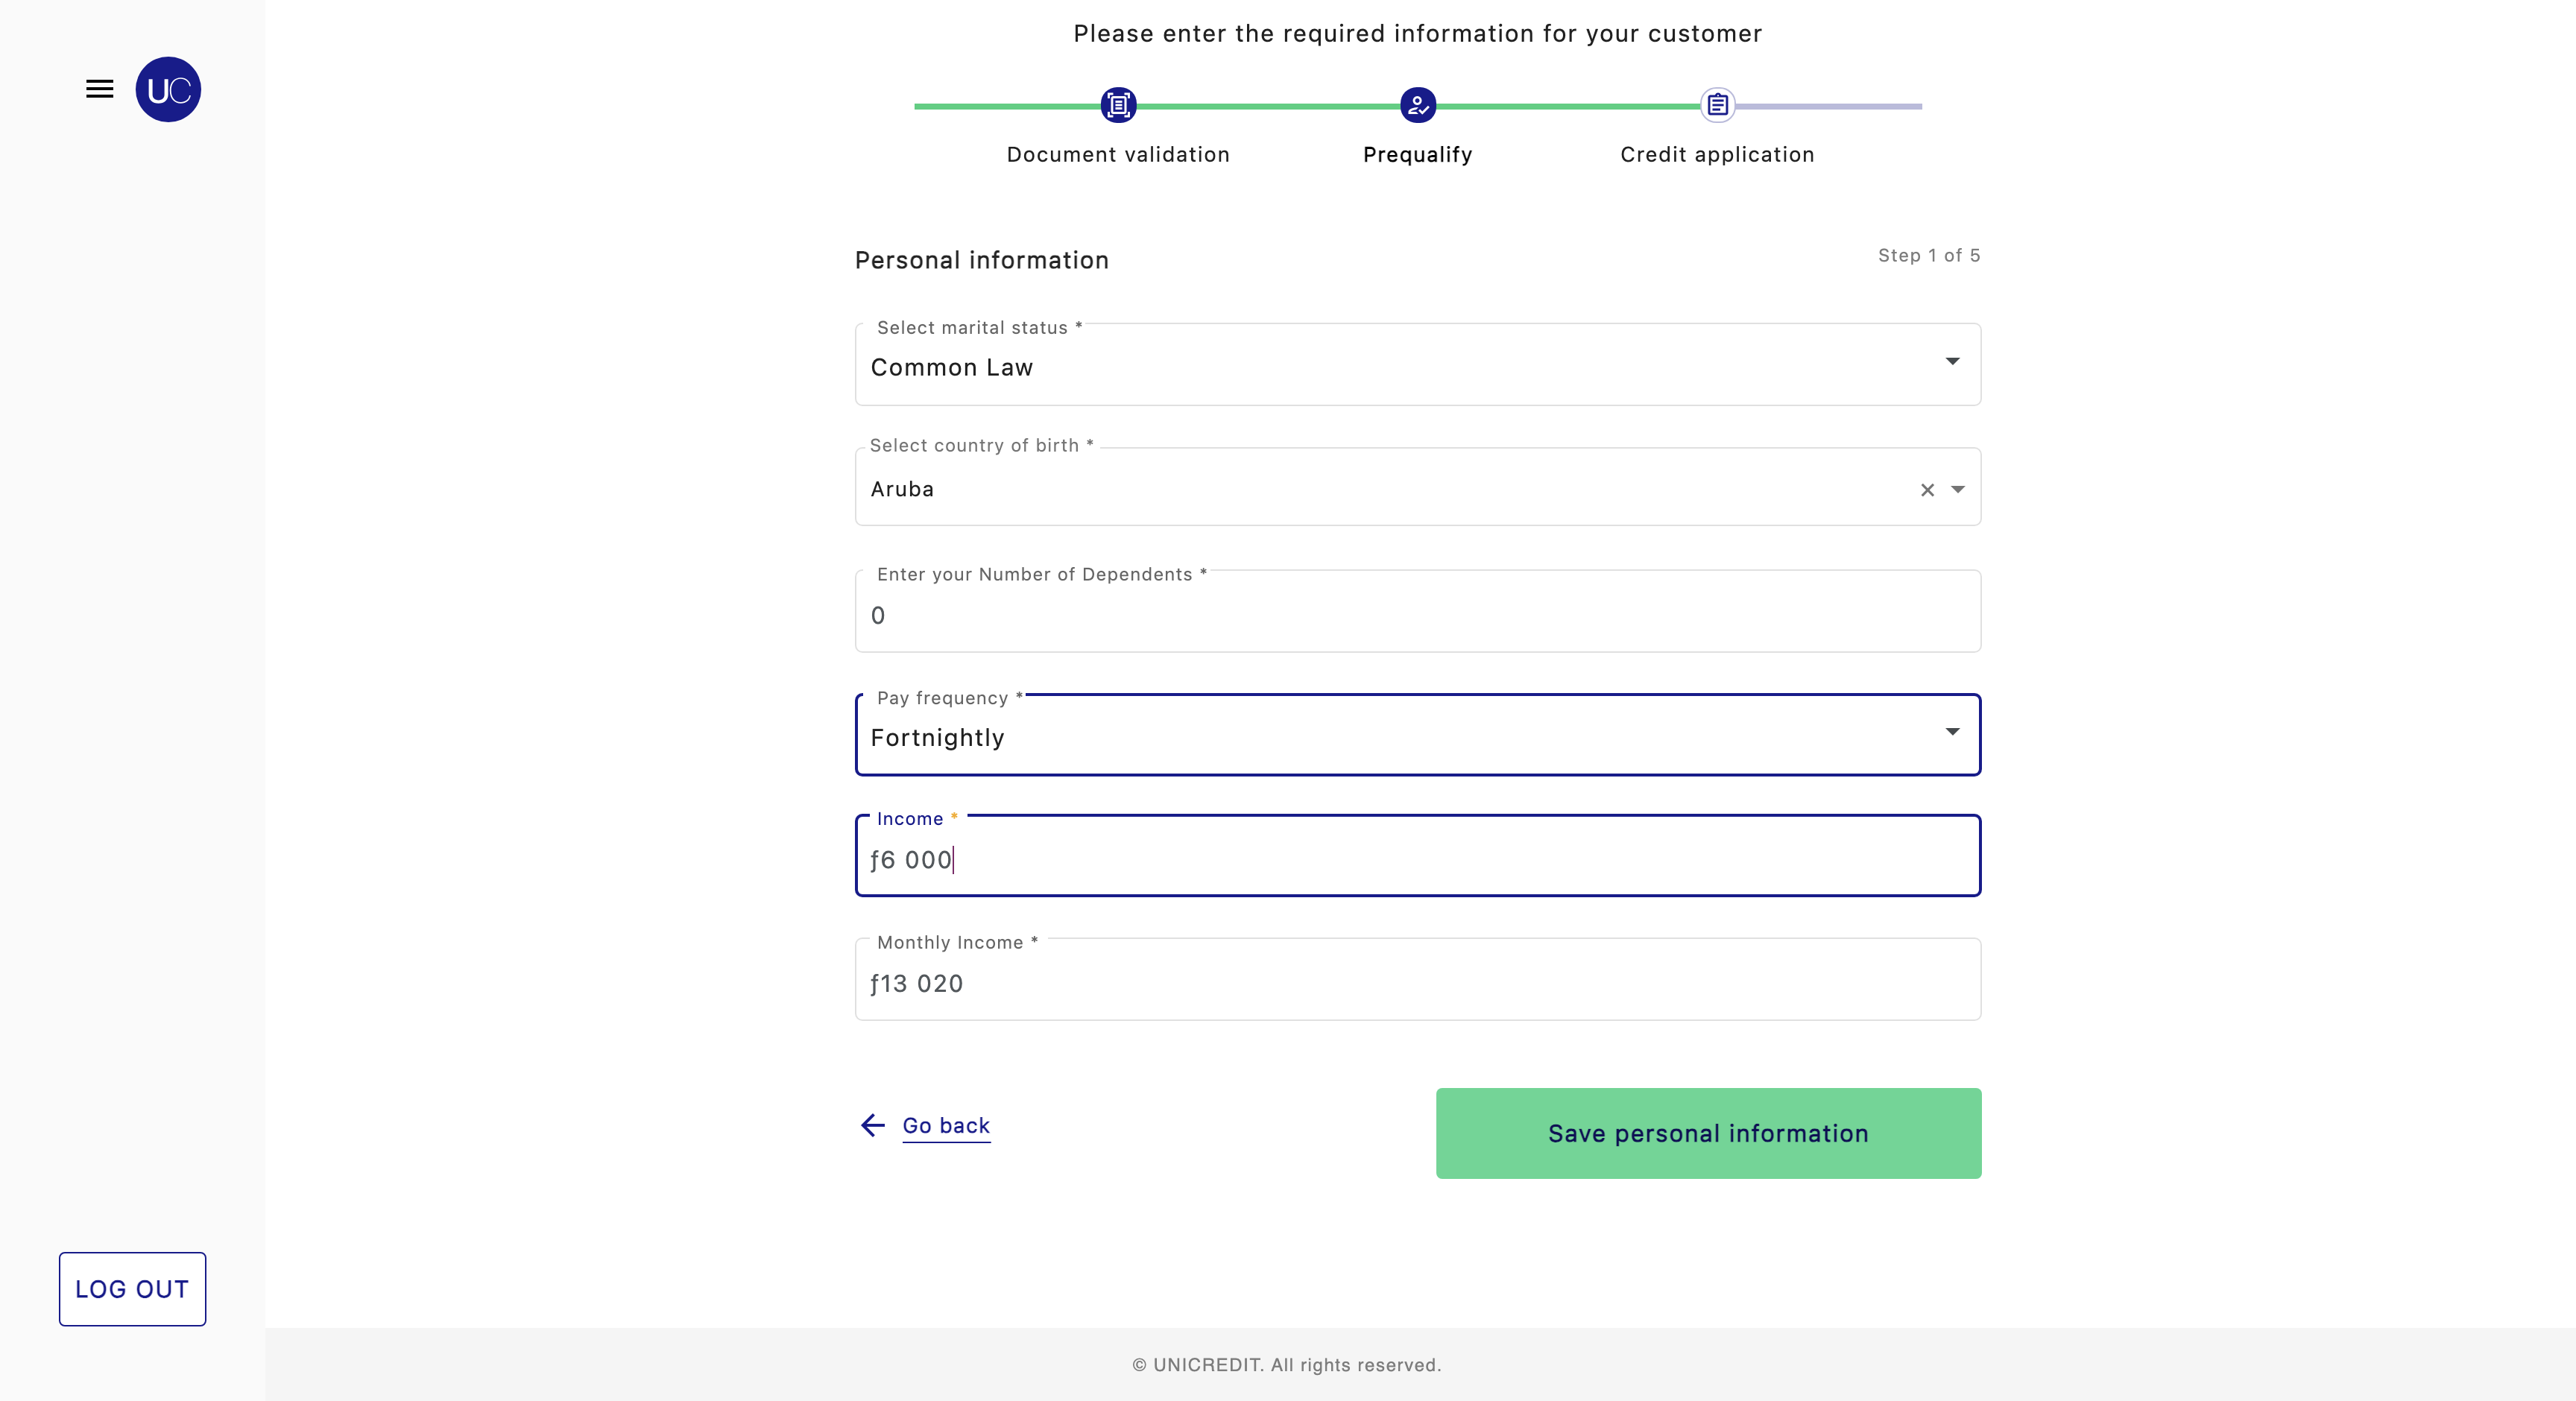 Please enter the required information for your customer
UC
Document validation
Prequalify
Credit application
Personal information
Step 1 of 5
Select marital status *
Common Law
Select country of birth *
Aruba
Enter your Number of Dependents *
0
Pay frequency *
Fortnightly
Income *
ƒ6 000
Monthly Income *
ƒ13 020
Go back
Save personal information
LOG OUT
© UNICREDIT. All rights reserved.